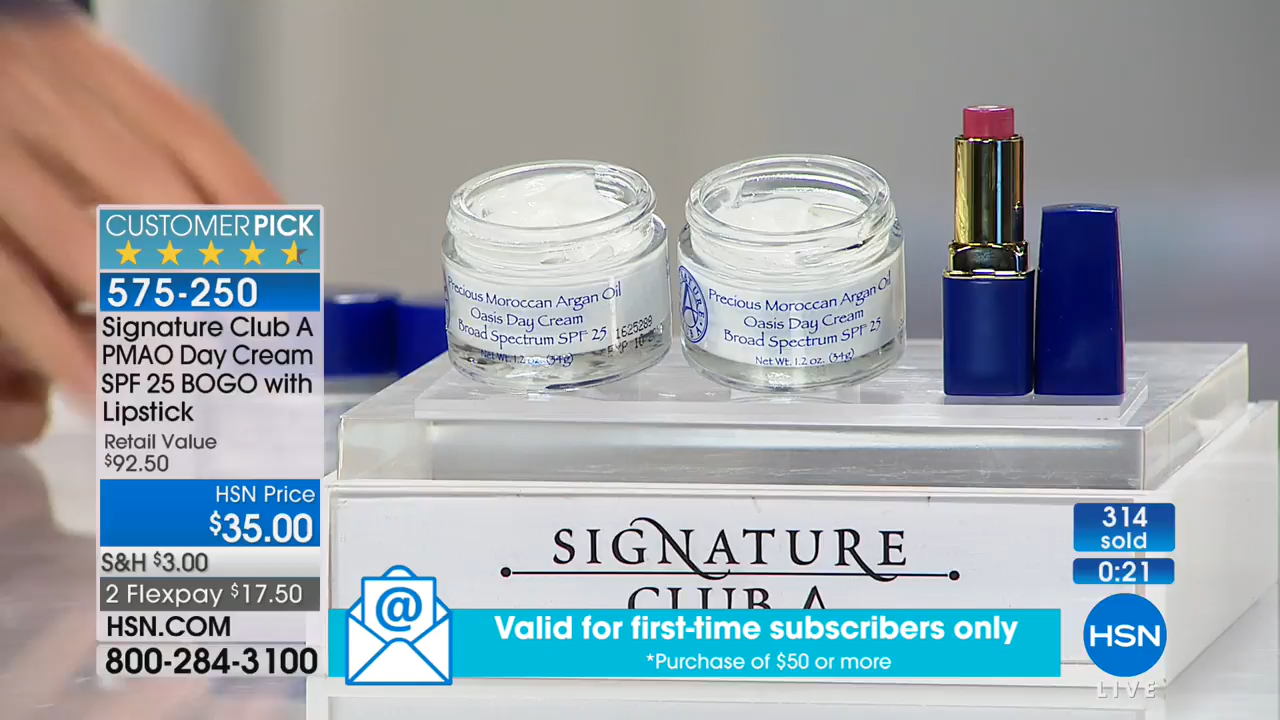 CUSTOMER PICK
575-250
Signature Club A
PMAO Day Cream
SPF 25 BOGO with
Lipstick
Retail Value
$92.50
HSN Price
$35.00
S&H $3.00
2 Flexpay $17.50
HSN.COM
800-284-3100
Precious Moroccan Argan Oil
Oasis Day Cream
Broad Spectrum SPF 25
Net Wt. 1.2 oz. (34g)
1625288
Precious Moroccan Argan Oil
Oasis Day Cream
Broad Spectrum SPF 25
Net Wt. 1.2 oz. (34g)
SIGNATURE
CLUB A
@
Valid for first-time subscribers only
*Purchase of $50 or more
314
sold
0:21
HSN
LIVE